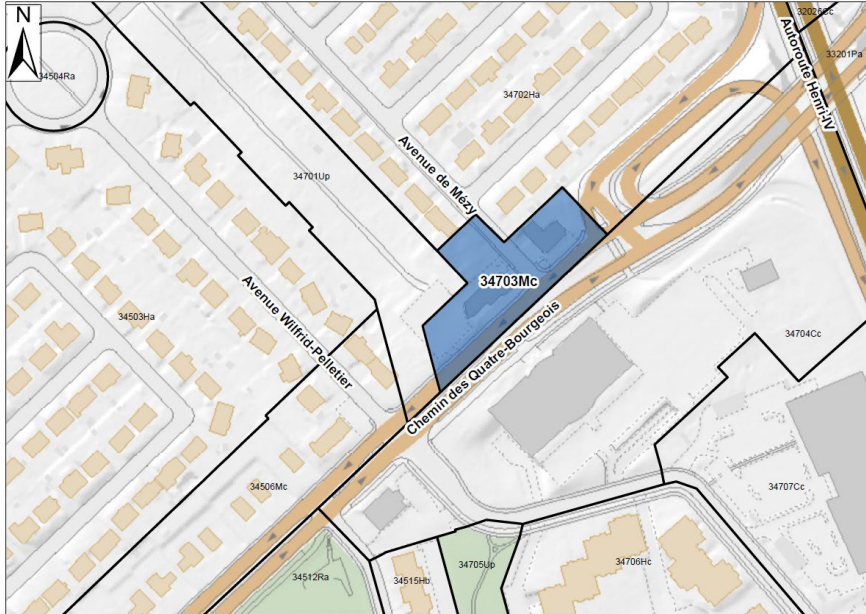 N
32026Cc
33201Pa
Autoroute Henri-IV
34504Ra
34702Ha
Avenue de Mézy
34701Up
34703Mc
Avenue Wilfrid-Pelletier
34503Ha
Chemin des Quatre-Bourgeois
34704Cc
34707Cc
34506Mc
34705Up
34706Hc
34512Ra
34515Hb